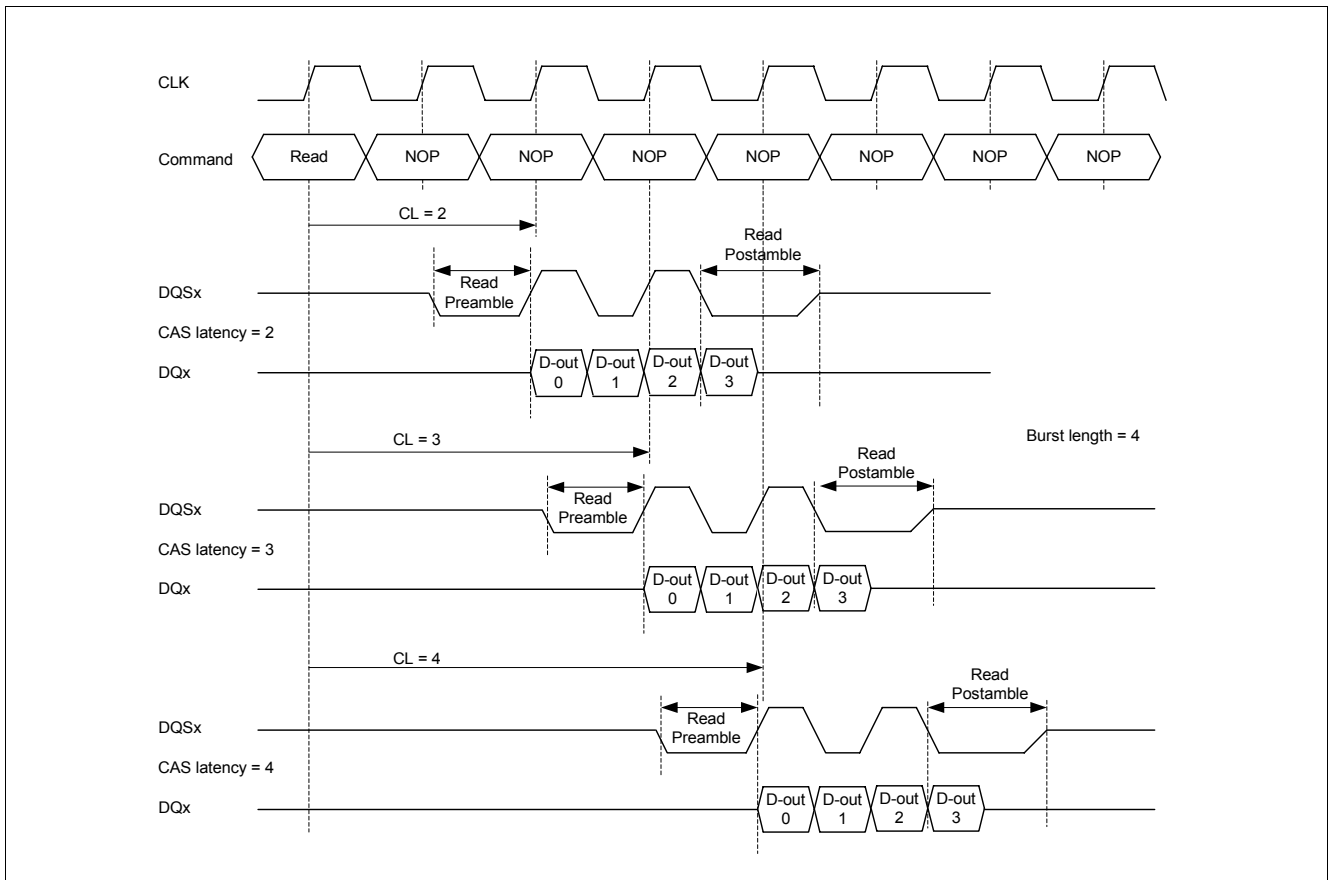 CLK
Command Read NOP NOP NOP NOP NOP NOP NOP
CL = 2
Read
Postamble
Read
Preamble
DQSx
CAS latency = 2
DQx
D-out D-out D-out D-out
0 1 2 3
CL = 3
Burst length = 4
Read
Postamble
Read
Preamble
DQSx
CAS latency = 3
DQx
D-out D-out D-out D-out
0 1 2 3
CL = 4
Read
Postamble
Read
Preamble
DQSx
CAS latency = 4
DQx
D-out D-out D-out D-out
0 1 2 3